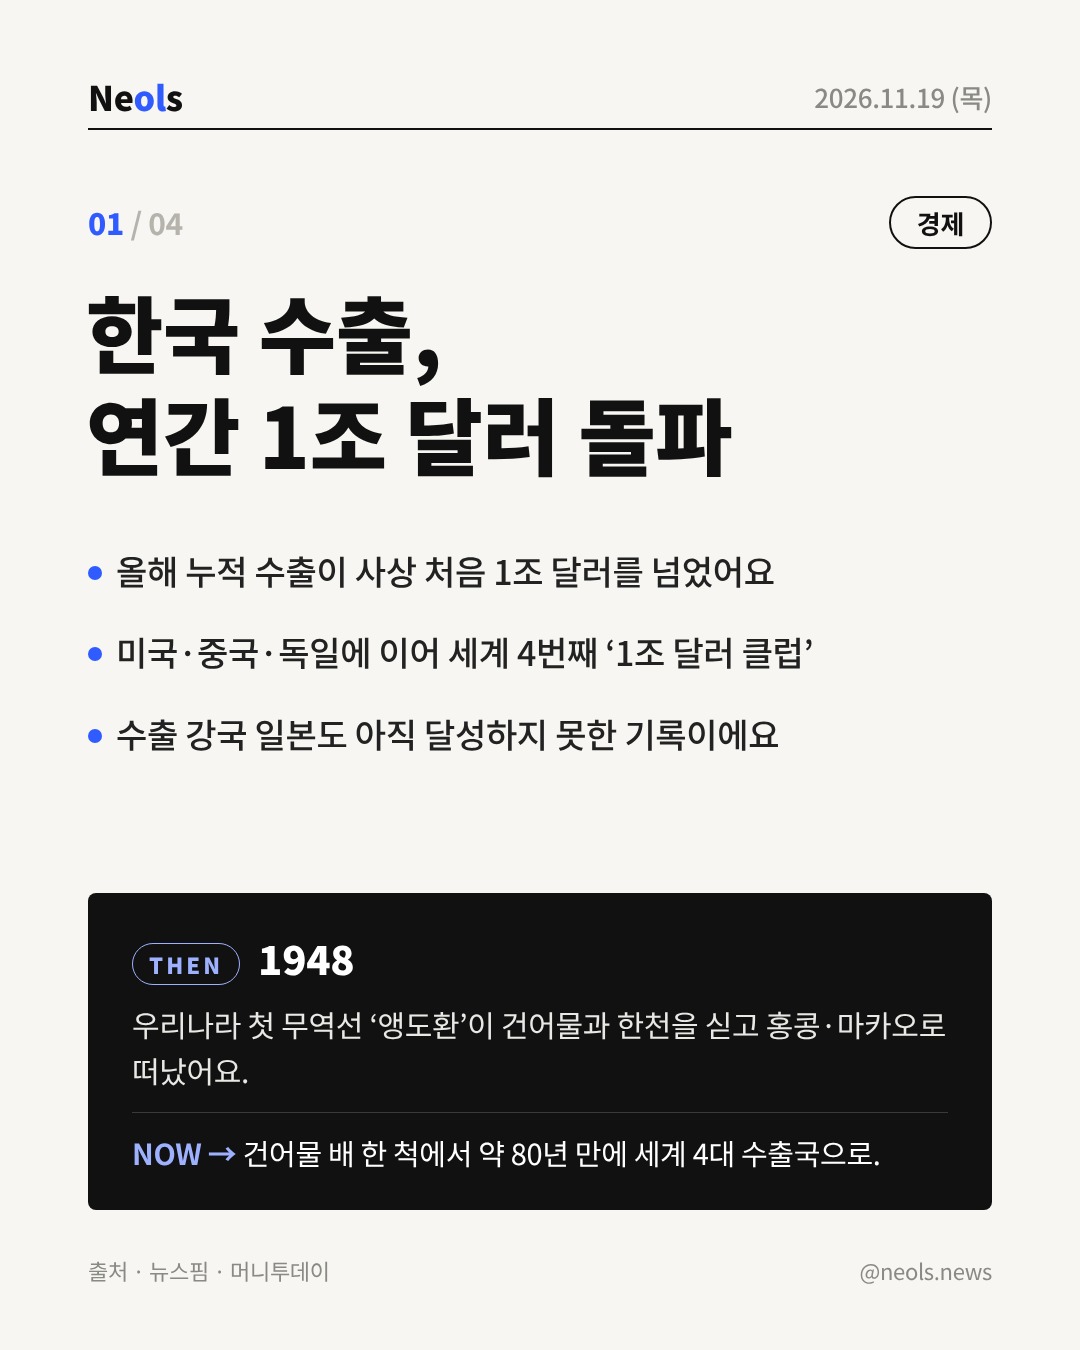 Neols
2026.11.19 (목)
01 / 04
경제
한국 수출,
연간 1조 달러 돌파
올해 누적 수출이 사상 처음 1조 달러를 넘었어요
미국·중국·독일에 이어 세계 4번째 ‘1조 달러 클럽’
수출 강국 일본도 아직 달성하지 못한 기록이에요
THEN 1948
우리나라 첫 무역선 ‘앵도환’이 건어물과 한천을 싣고 홍콩·마카오로
떠났어요.
NOW → 건어물 배 한 척에서 약 80년 만에 세계 4대 수출국으로.
출처 · 뉴스핌 · 머니투데이
@neols.news